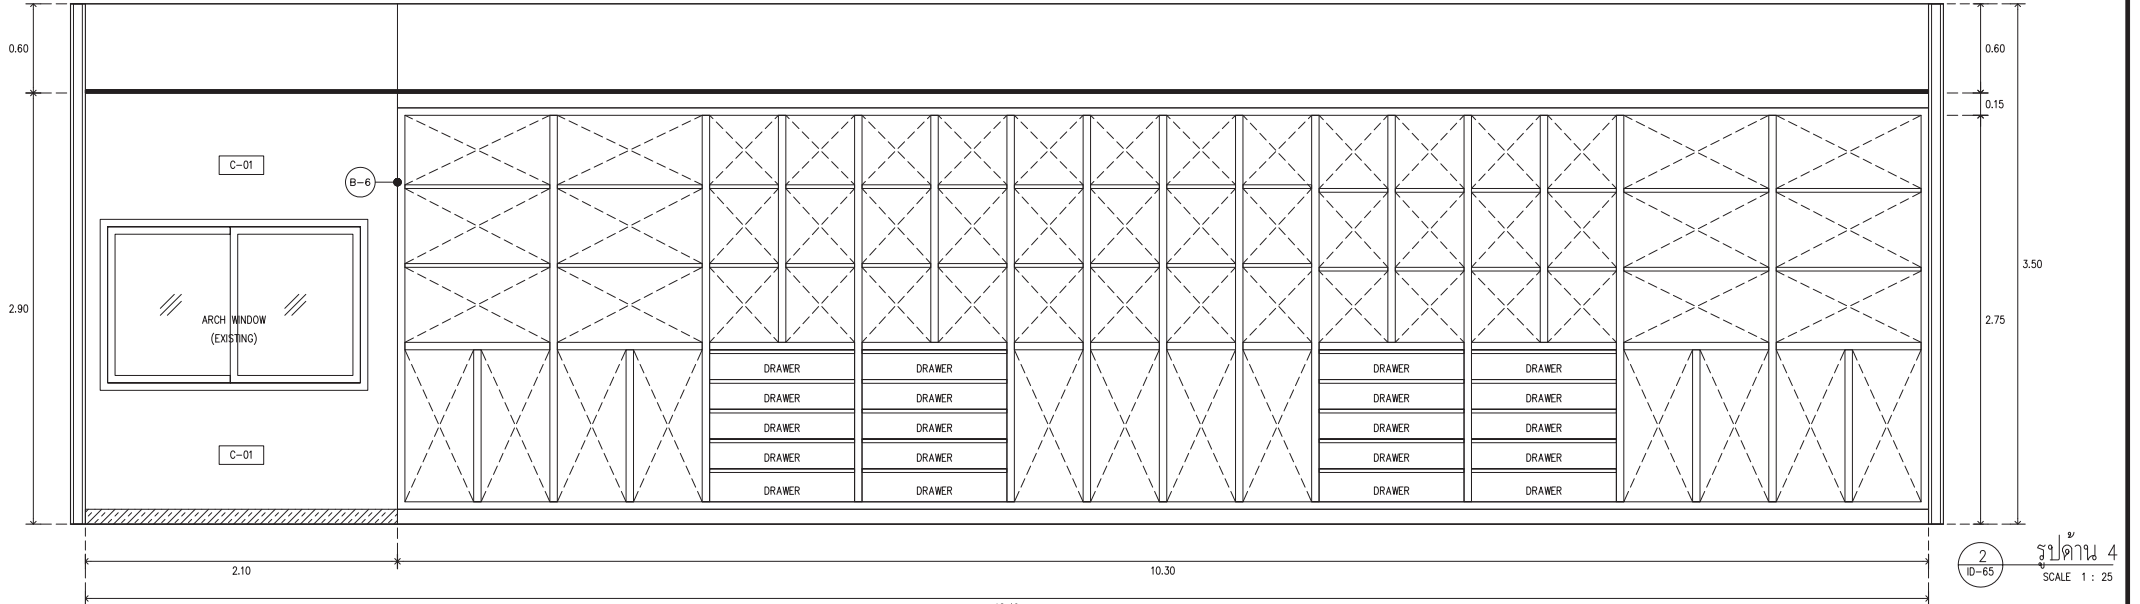 0.60
0.60
0.15
C-01
B-6
3.50
2.90
ARCH WINDOW
(EXISTING)
2.75
DRAWER DRAWER DRAWER DRAWER
DRAWER DRAWER DRAWER DRAWER
DRAWER DRAWER DRAWER DRAWER
C-01
DRAWER DRAWER DRAWER DRAWER
DRAWER DRAWER DRAWER DRAWER
2.10
10.30
2
ID-65
รูปด้าน 4
SCALE 1 : 25